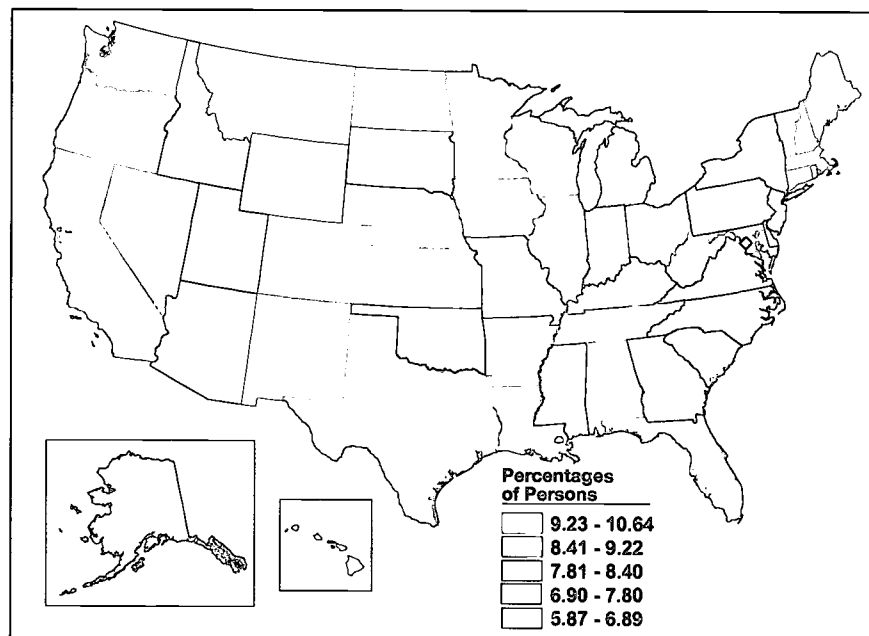 Percentages
of Persons
9.23 - 10.64
8.41 - 9.22
7.81 - 8.40
6.90 - 7.80
5.87 - 6.89